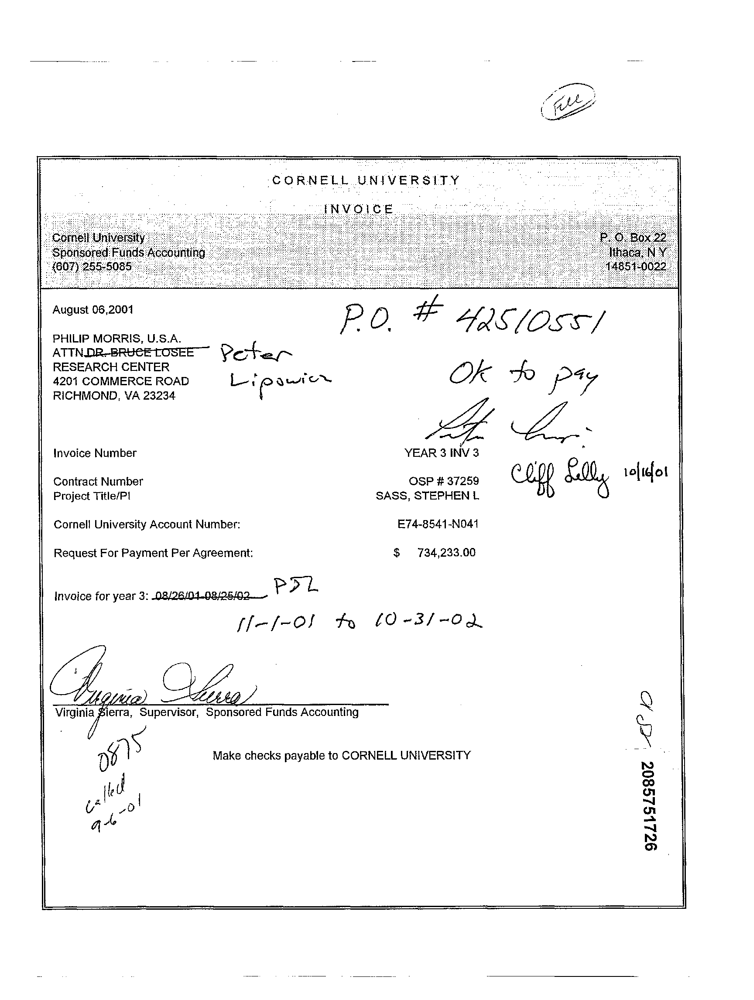 File
CORNELL UNIVERSITY
INVOICE
Cornell University
Sponsored Funds Accounting
(607) 255-5085
P. O. Box 22
Ithaca, N Y
14851-0022
August 06,2001
P.O. # 42510551
PHILIP MORRIS, U.S.A.
ATTN DR. BRUCE LOSEE Peter
RESEARCH CENTER Lipowicz
4201 COMMERCE ROAD
RICHMOND, VA 23234
OK to pay
Invoice Number YEAR 3 INV 3
Cliff Lilly 10/16/01
Contract Number OSP # 37259
Project Title/PI SASS, STEPHEN L
Cornell University Account Number: E74-8541-N041
Request For Payment Per Agreement: $ 734,233.00
Invoice for year 3: 08/26/01-08/25/02 PJL
11-1-01 to 10-31-02
Virginia Sierra
Virginia Sierra, Supervisor, Sponsored Funds Accounting
0875
Make checks payable to CORNELL UNIVERSITY
called
9-6-01
2085751726